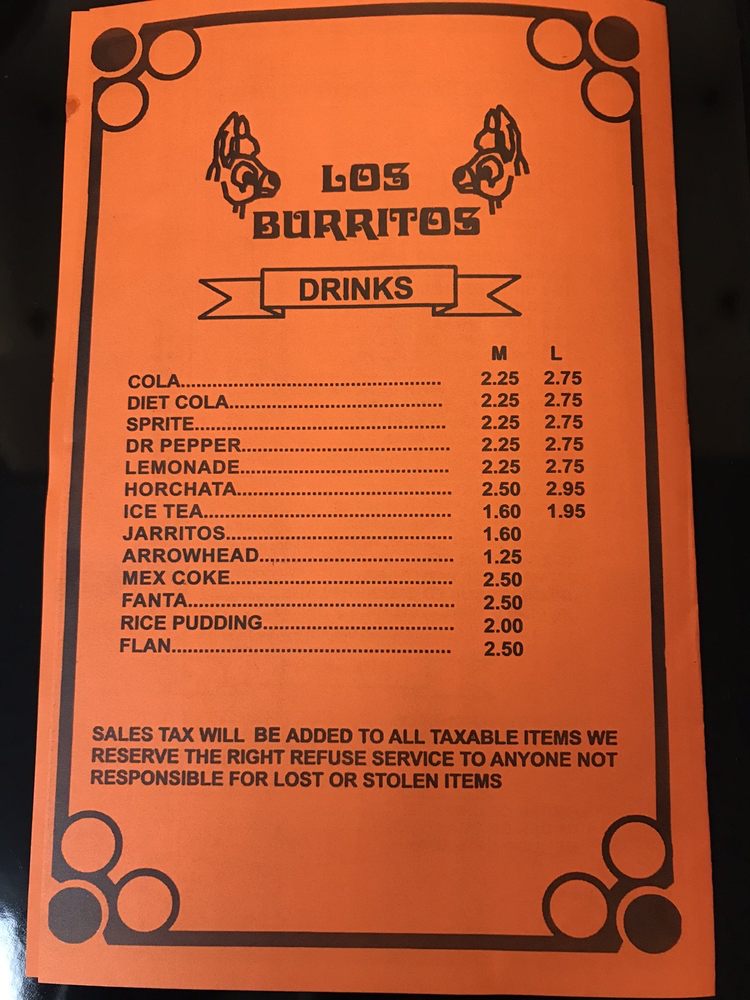 LOS
BURRITOS
DRINKS
M L
COLA................................................ 2.25 2.75
DIET COLA........................................ 2.25 2.75
SPRITE.............................................. 2.25 2.75
DR PEPPER...................................... 2.25 2.75
LEMONADE...................................... 2.25 2.75
HORCHATA....................................... 2.50 2.95
ICE TEA............................................. 1.60 1.95
JARRITOS......................................... 1.60
ARROWHEAD................................... 1.25
MEX COKE........................................ 2.50
FANTA................................................ 2.50
RICE PUDDING.................................. 2.00
FLAN.................................................. 2.50
SALES TAX WILL BE ADDED TO ALL TAXABLE ITEMS WE
RESERVE THE RIGHT REFUSE SERVICE TO ANYONE NOT
RESPONSIBLE FOR LOST OR STOLEN ITEMS